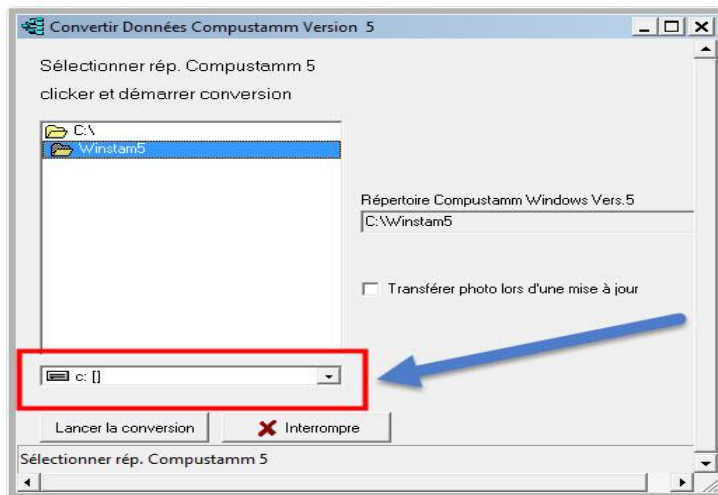 Convertir Données Compustamm Version 5
Sélectionner rép. Compustamm 5
clicker et démarrer conversion
C:\
Winstam5
Répertoire Compustamm Windows Vers.5
C:\Winstam5
Transférer photo lors d'une mise à jour
c: []
Lancer la conversion
Interrompre
Sélectionner rép. Compustamm 5